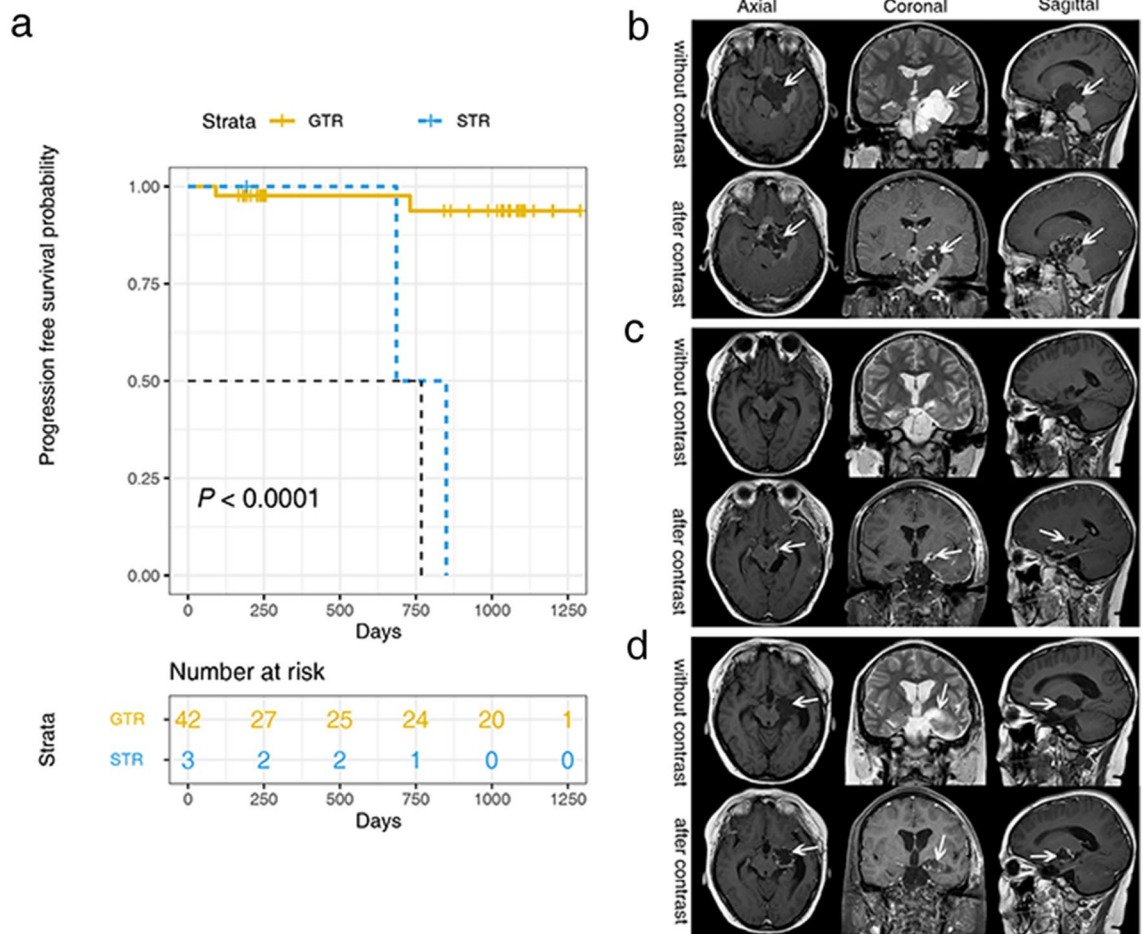 a
Strata GTR STR
Progression free survival probability
1.00
0.75
0.50
0.25
0.00
P < 0.0001
0 250 500 750 1000 1250
Days
Number at risk
Strata
GTR 42 27 25 24 20 1
STR 3 2 2 1 0 0
0 250 500 750 1000 1250
Days
Axial Coronal Sagittal
b
without contrast
after contrast
c
without contrast
after contrast
d
without contrast
after contrast